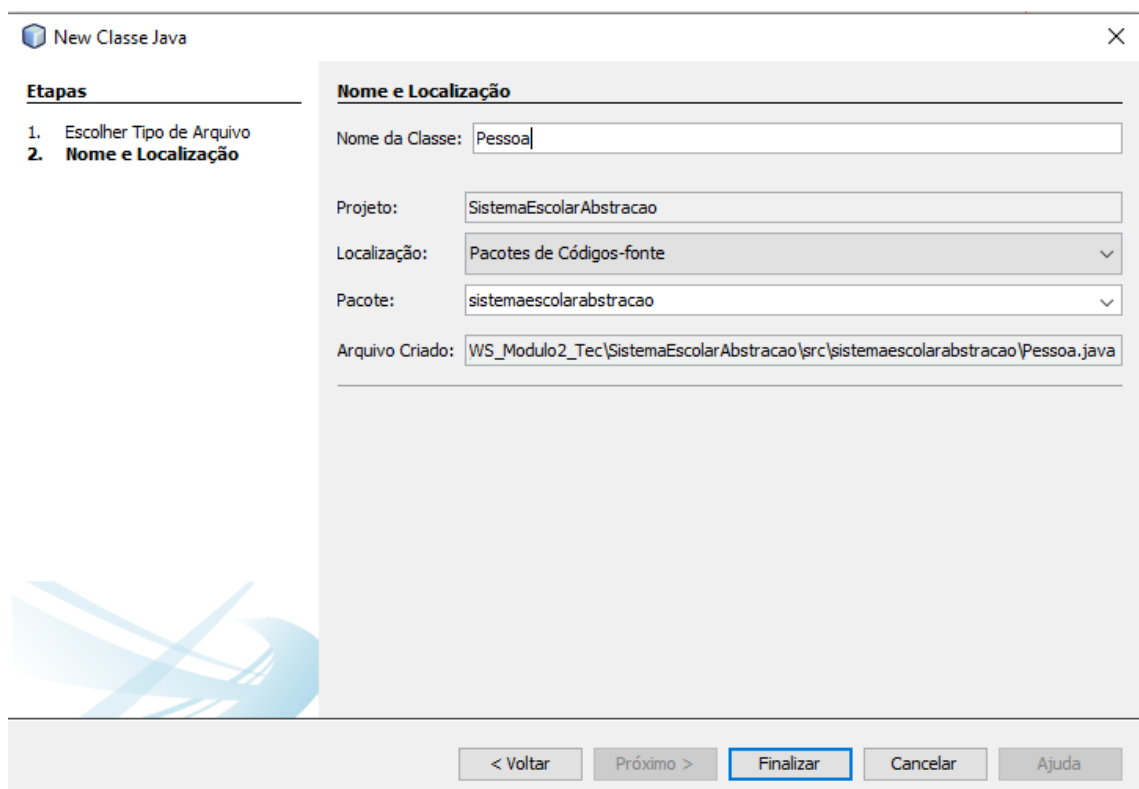 New Classe Java
Etapas
1. Escolher Tipo de Arquivo
2. Nome e Localização
Nome e Localização
Nome da Classe: Pessoa
Projeto: SistemaEscolarAbstracao
Localização: Pacotes de Códigos-fonte
Pacote: sistemaescolarabstracao
Arquivo Criado: WS_Modulo2_Tec\SistemaEscolarAbstracao\src\sistemaescolarabstracao\Pessoa.java
< Voltar Próximo > Finalizar Cancelar Ajuda